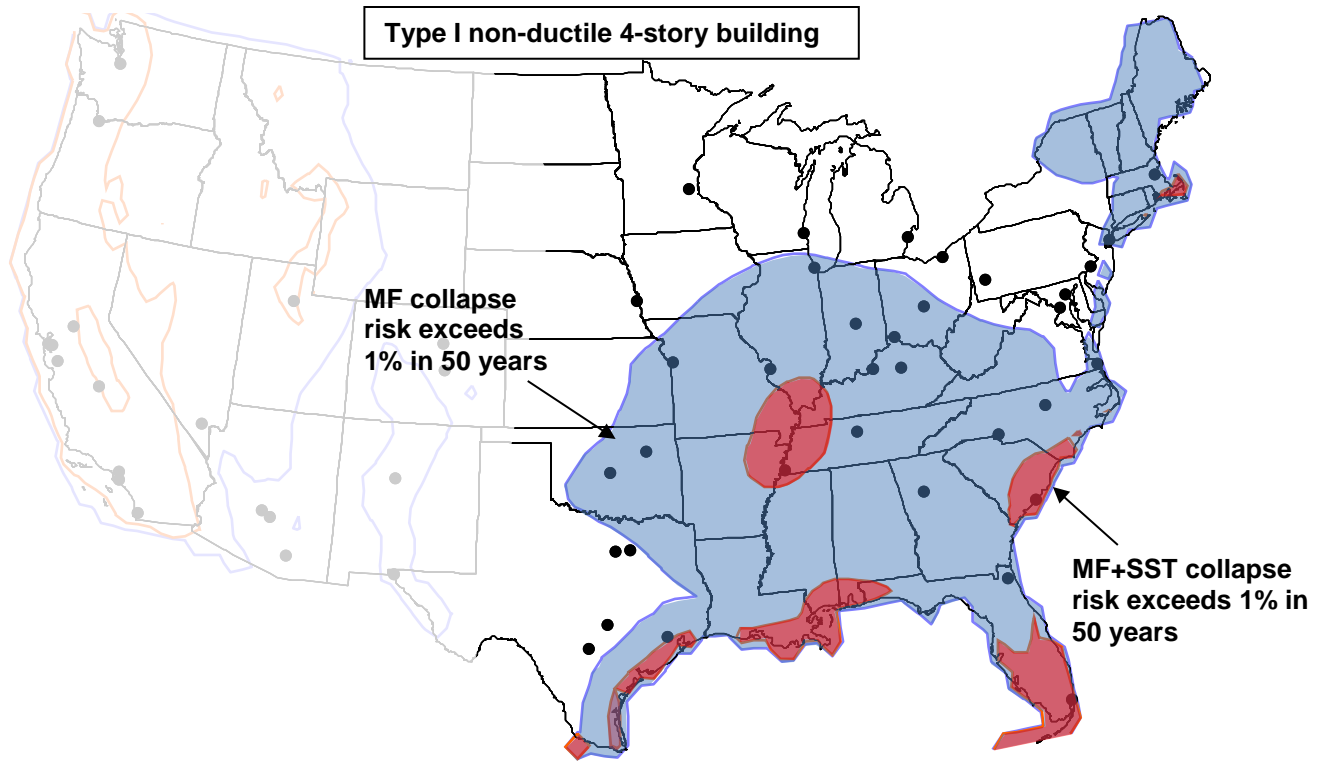 Type I non-ductile 4-story building
MF collapse
risk exceeds
1% in 50 years
MF+SST collapse
risk exceeds 1% in
50 years